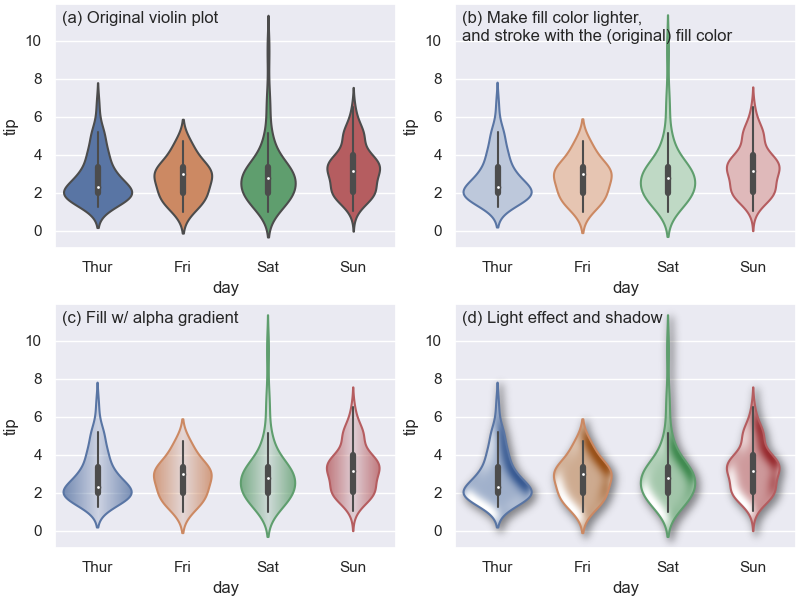 (a) Original violin plot
tip
10
8
6
4
2
0
Thur Fri Sat Sun
day
(b) Make fill color lighter,
and stroke with the (original) fill color
tip
10
8
6
4
2
0
Thur Fri Sat Sun
day
(c) Fill w/ alpha gradient
tip
10
8
6
4
2
0
Thur Fri Sat Sun
day
(d) Light effect and shadow
tip
10
8
6
4
2
0
Thur Fri Sat Sun
day